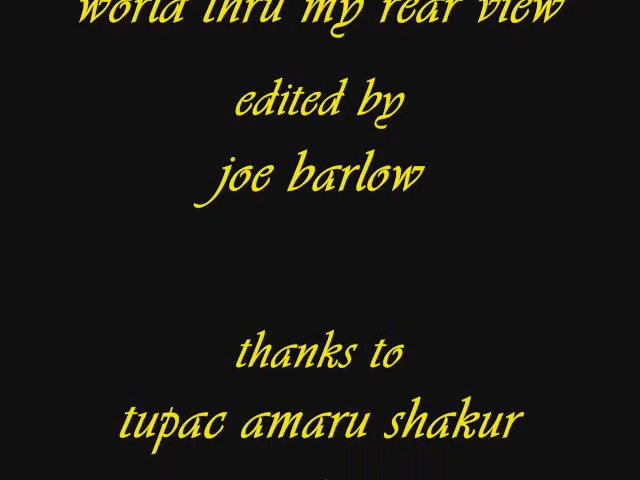 world thru my rear view
edited by
joe barlow
thanks to
tupac amaru shakur